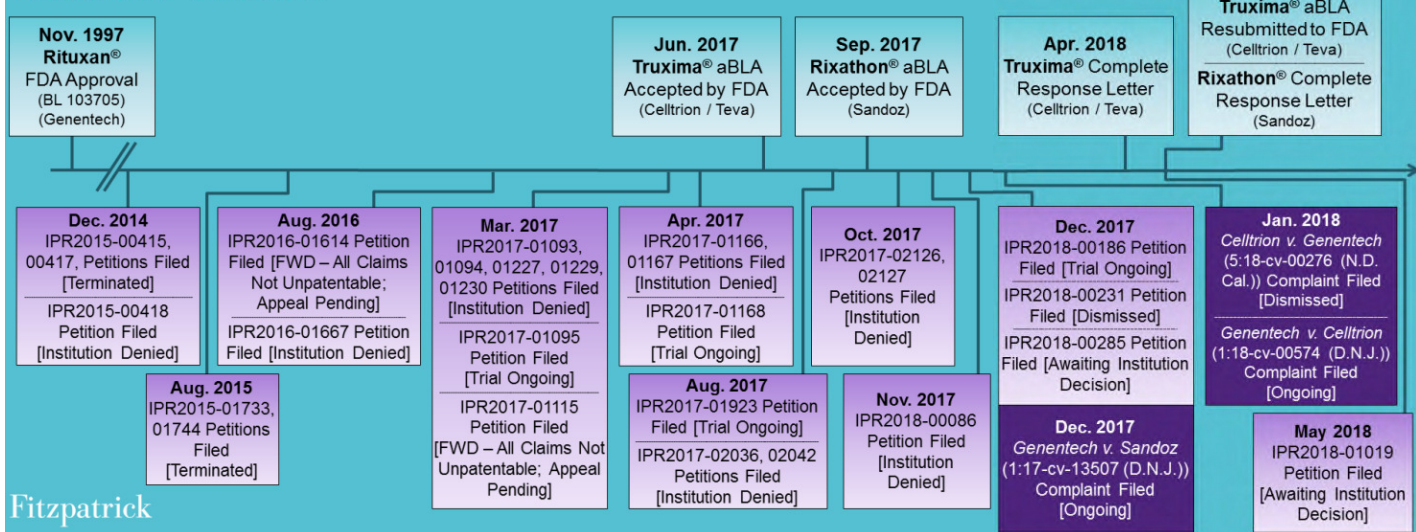 Nov. 1997
Rituxan®
FDA Approval
(BL 103705)
(Genentech)
Jun. 2017
Truxima® aBLA
Accepted by FDA
(Celltrion / Teva)
Sep. 2017
Rixathon® aBLA
Accepted by FDA
(Sandoz)
Apr. 2018
Truxima® Complete
Response Letter
(Celltrion / Teva)
Truxima® aBLA
Resubmitted to FDA
(Celltrion / Teva)
Rixathon® Complete
Response Letter
(Sandoz)
Dec. 2014
IPR2015-00415,
00417, Petitions Filed
[Terminated]
IPR2015-00418
Petition Filed
[Institution Denied]
Aug. 2015
IPR2015-01733,
01744 Petitions
Filed
[Terminated]
Aug. 2016
IPR2016-01614 Petition
Filed [FWD – All Claims
Not Unpatentable;
Appeal Pending]
IPR2016-01667 Petition
Filed [Institution Denied]
Mar. 2017
IPR2017-01093,
01094, 01227, 01229,
01230 Petitions Filed
[Institution Denied]
IPR2017-01095
Petition Filed
[Trial Ongoing]
IPR2017-01115
Petition Filed
[FWD – All Claims Not
Unpatentable; Appeal
Pending]
Apr. 2017
IPR2017-01166,
01167 Petitions Filed
[Institution Denied]
IPR2017-01168
Petition Filed
[Trial Ongoing]
Aug. 2017
IPR2017-01923 Petition
Filed [Trial Ongoing]
IPR2017-02036, 02042
Petitions Filed
[Institution Denied]
Oct. 2017
IPR2017-02126,
02127
Petitions Filed
[Institution
Denied]
Nov. 2017
IPR2018-00086
Petition Filed
[Institution
Denied]
Dec. 2017
IPR2018-00186 Petition
Filed [Trial Ongoing]
IPR2018-00231 Petition
Filed [Dismissed]
IPR2018-00285 Petition
Filed [Awaiting Institution
Decision]
Dec. 2017
Genentech v. Sandoz
(1:17-cv-13507 (D.N.J.))
Complaint Filed
[Ongoing]
Jan. 2018
Celltrion v. Genentech
(5:18-cv-00276 (N.D.
Cal.)) Complaint Filed
[Dismissed]
Genentech v. Celltrion
(1:18-cv-00574 (D.N.J.))
Complaint Filed
[Ongoing]
May 2018
IPR2018-01019
Petition Filed
[Awaiting Institution
Decision]
Fitzpatrick